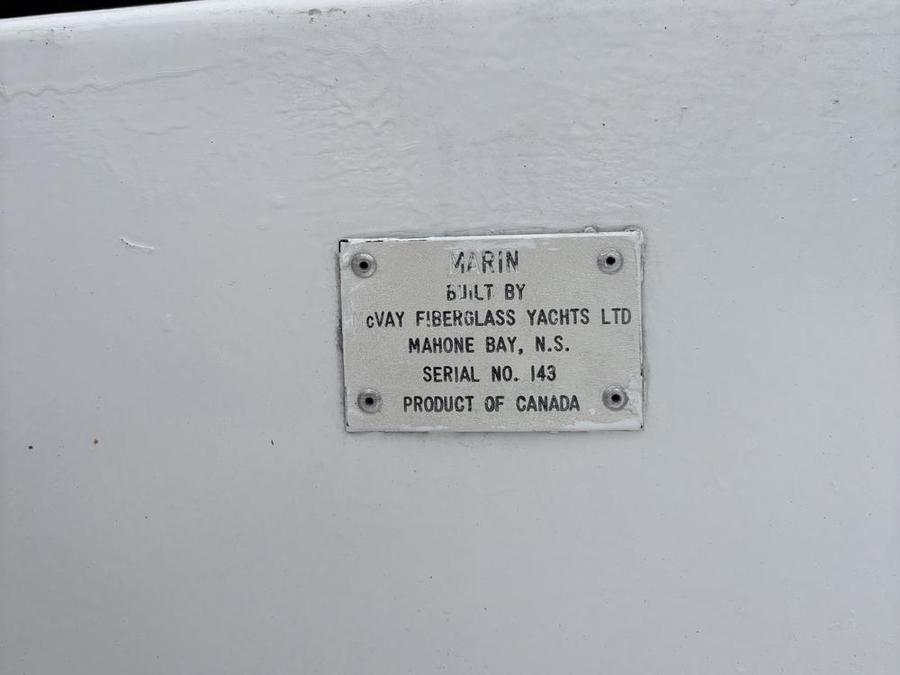 MARIN
BUILT BY
McVAY FIBERGLASS YACHTS LTD
MAHONE BAY, N.S.
SERIAL NO. 143
PRODUCT OF CANADA